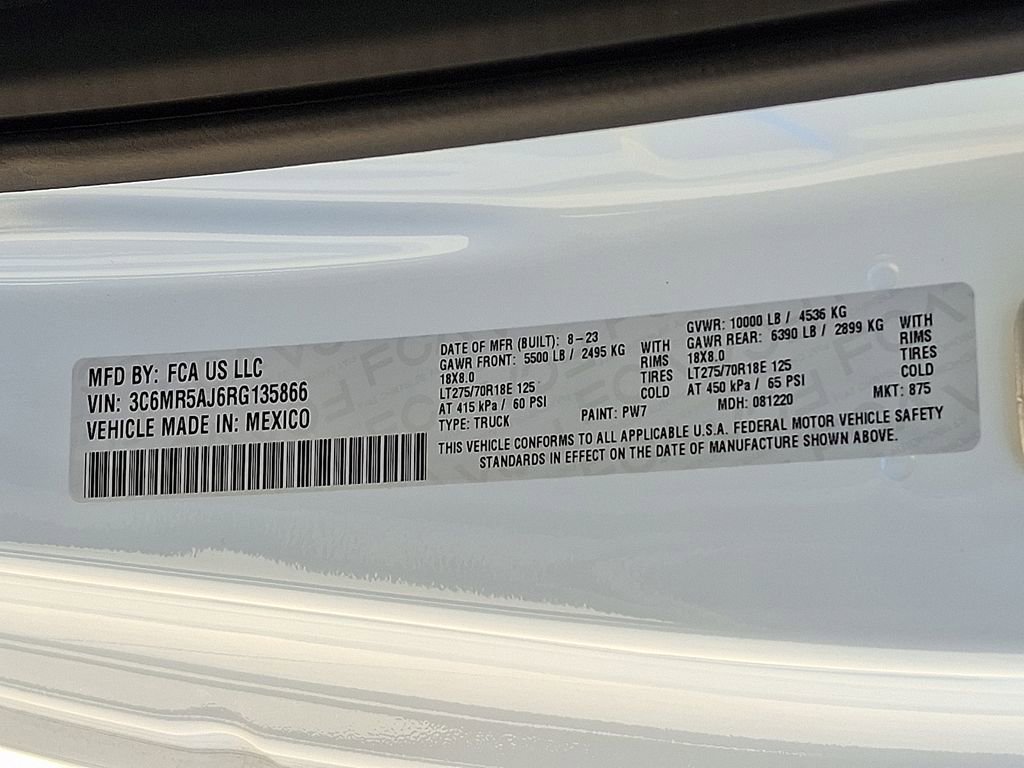 MFD BY: FCA US LLC
VIN: 3C6MR5AJ6RG135866
VEHICLE MADE IN: MEXICO
DATE OF MFR (BUILT): 8-23
GAWR FRONT: 5500 LB / 2495 KG WITH
18X8.0 RIMS
LT275/70R18E 125 TIRES
AT 415 kPa / 60 PSI COLD
TYPE: TRUCK PAINT: PW7
GVWR: 10000 LB / 4536 KG
GAWR REAR: 6390 LB / 2899 KG WITH
18X8.0 RIMS
LT275/70R18E 125 TIRES
AT 450 kPa / 65 PSI COLD
MDH: 081220 MKT: 875
THIS VEHICLE CONFORMS TO ALL APPLICABLE U.S.A. FEDERAL MOTOR VEHICLE SAFETY
STANDARDS IN EFFECT ON THE DATE OF MANUFACTURE SHOWN ABOVE.